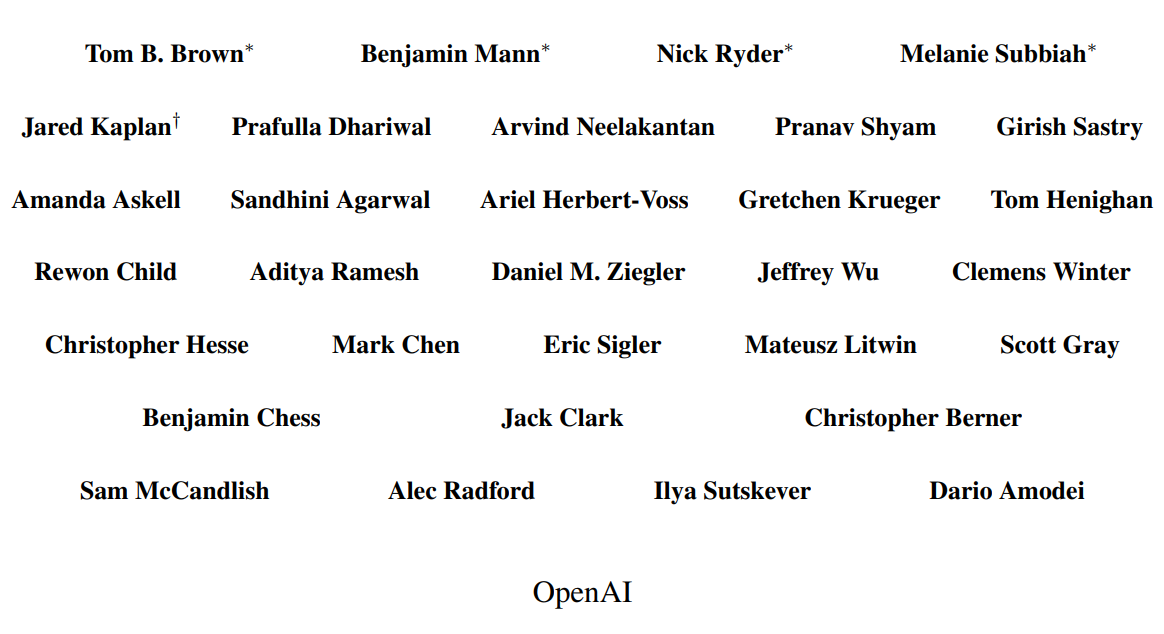 Tom B. Brown* Benjamin Mann* Nick Ryder* Melanie Subbiah*
Jared Kaplan† Prafulla Dhariwal Arvind Neelakantan Pranav Shyam Girish Sastry
Amanda Askell Sandhini Agarwal Ariel Herbert-Voss Gretchen Krueger Tom Henighan
Rewon Child Aditya Ramesh Daniel M. Ziegler Jeffrey Wu Clemens Winter
Christopher Hesse Mark Chen Eric Sigler Mateusz Litwin Scott Gray
Benjamin Chess Jack Clark Christopher Berner
Sam McCandlish Alec Radford Ilya Sutskever Dario Amodei
OpenAI